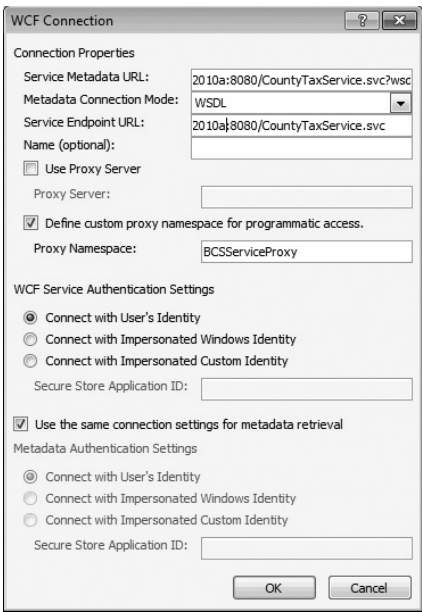 WCF Connection
Connection Properties
Service Metadata URL: 2010a:8080/CountyTaxService.svc?wsc
Metadata Connection Mode: WSDL
Service Endpoint URL: 2010a:8080/CountyTaxService.svc
Name (optional):
Use Proxy Server
Proxy Server:
Define custom proxy namespace for programmatic access.
Proxy Namespace: BCSServiceProxy
WCF Service Authentication Settings
Connect with User's Identity
Connect with Impersonated Windows Identity
Connect with Impersonated Custom Identity
Secure Store Application ID:
Use the same connection settings for metadata retrieval
Metadata Authentication Settings
Connect with User's Identity
Connect with Impersonated Windows Identity
Connect with Impersonated Custom Identity
Secure Store Application ID:
OK Cancel